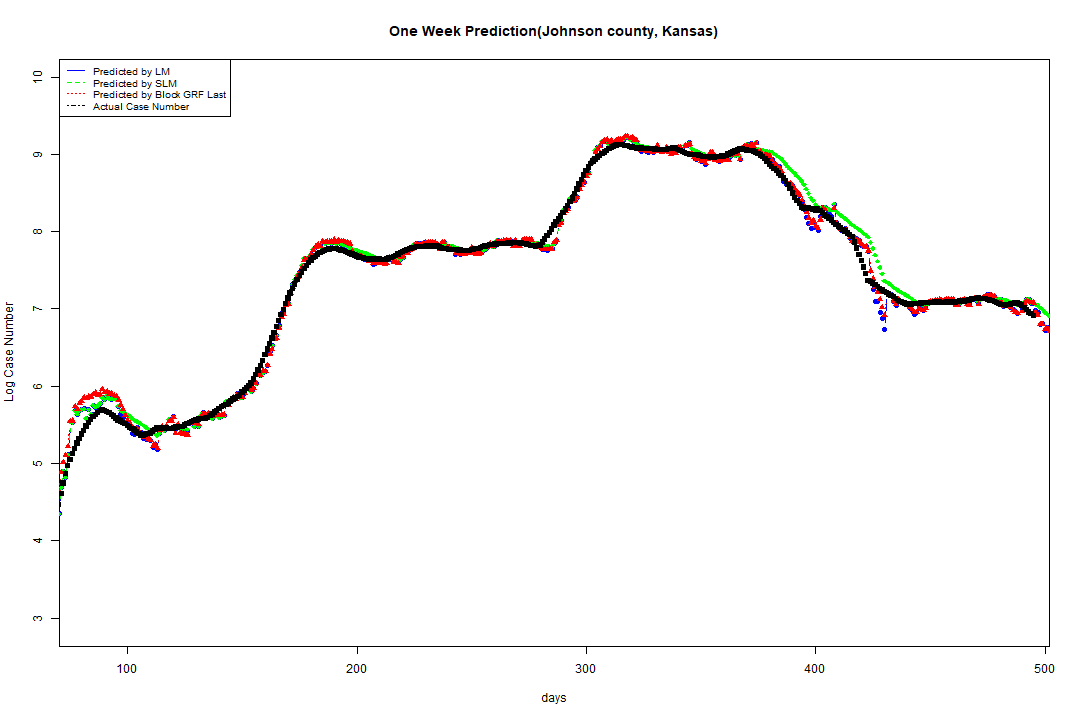 One Week Prediction(Johnson county, Kansas)
Predicted by LM
Predicted by SLM
Predicted by Block GRF Last
Actual Case Number
10
9
8
7
6
5
4
3
Log Case Number
100 200 300 400 500
days